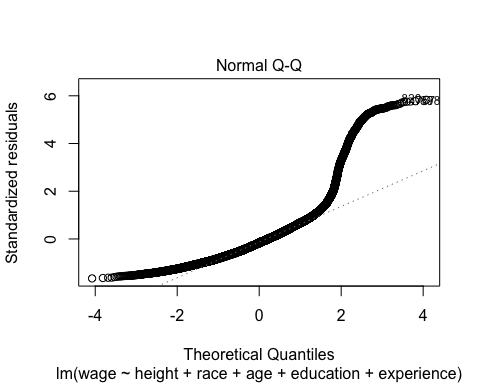 Normal Q-Q
Standardized residuals
6
4
2
0
-4 -2 0 2 4
Theoretical Quantiles
lm(wage ~ height + race + age + education + experience)